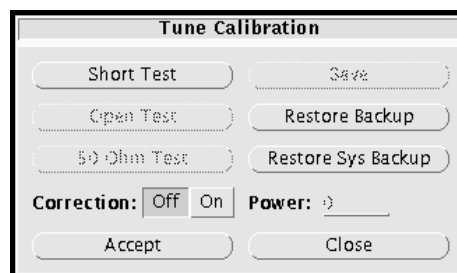 Tune Calibration
Short Test Save
Open Test Restore Backup
50 Ohm Test Restore Sys Backup
Correction: Off On Power: 0
Accept Close